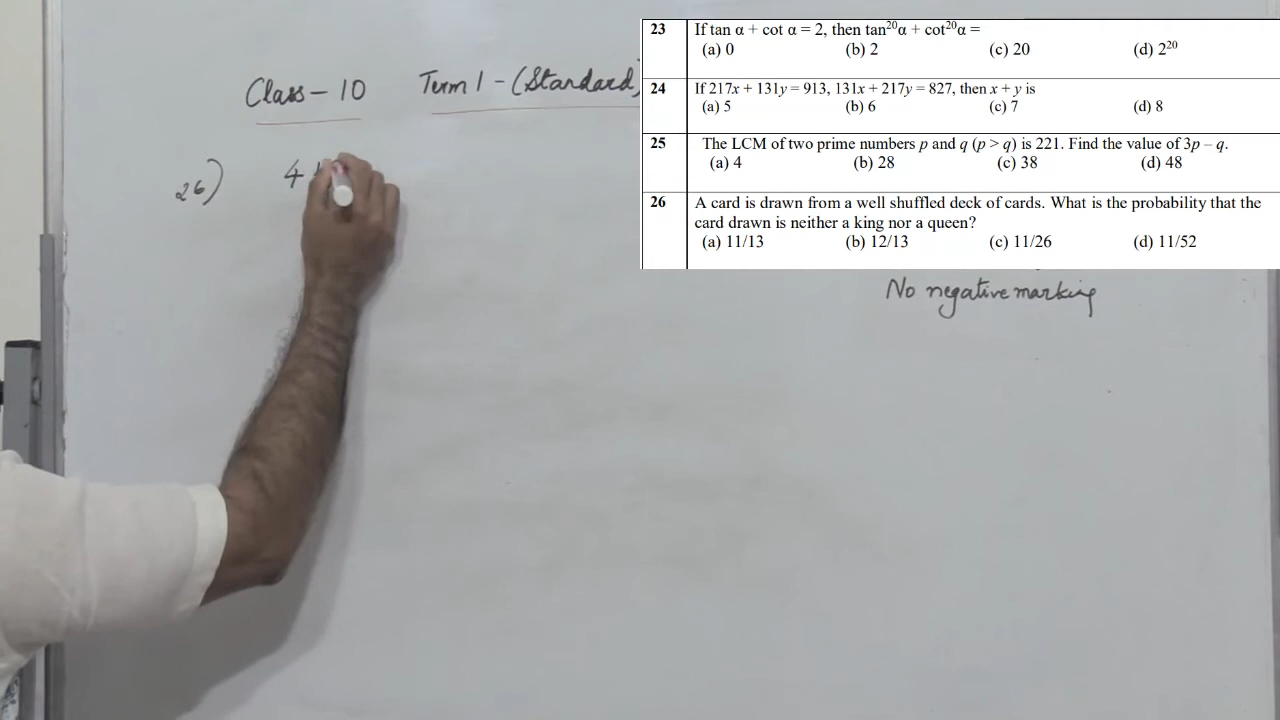 Class - 10 Term 1 - (Standard)
26) 4
No negative marking
23 If tan α + cot α = 2, then tan²⁰α + cot²⁰α =
(a) 0 (b) 2 (c) 20 (d) 2²⁰
24 If 217x + 131y = 913, 131x + 217y = 827, then x + y is
(a) 5 (b) 6 (c) 7 (d) 8
25 The LCM of two prime numbers p and q (p > q) is 221. Find the value of 3p – q.
(a) 4 (b) 28 (c) 38 (d) 48
26 A card is drawn from a well shuffled deck of cards. What is the probability that the
card drawn is neither a king nor a queen?
(a) 11/13 (b) 12/13 (c) 11/26 (d) 11/52